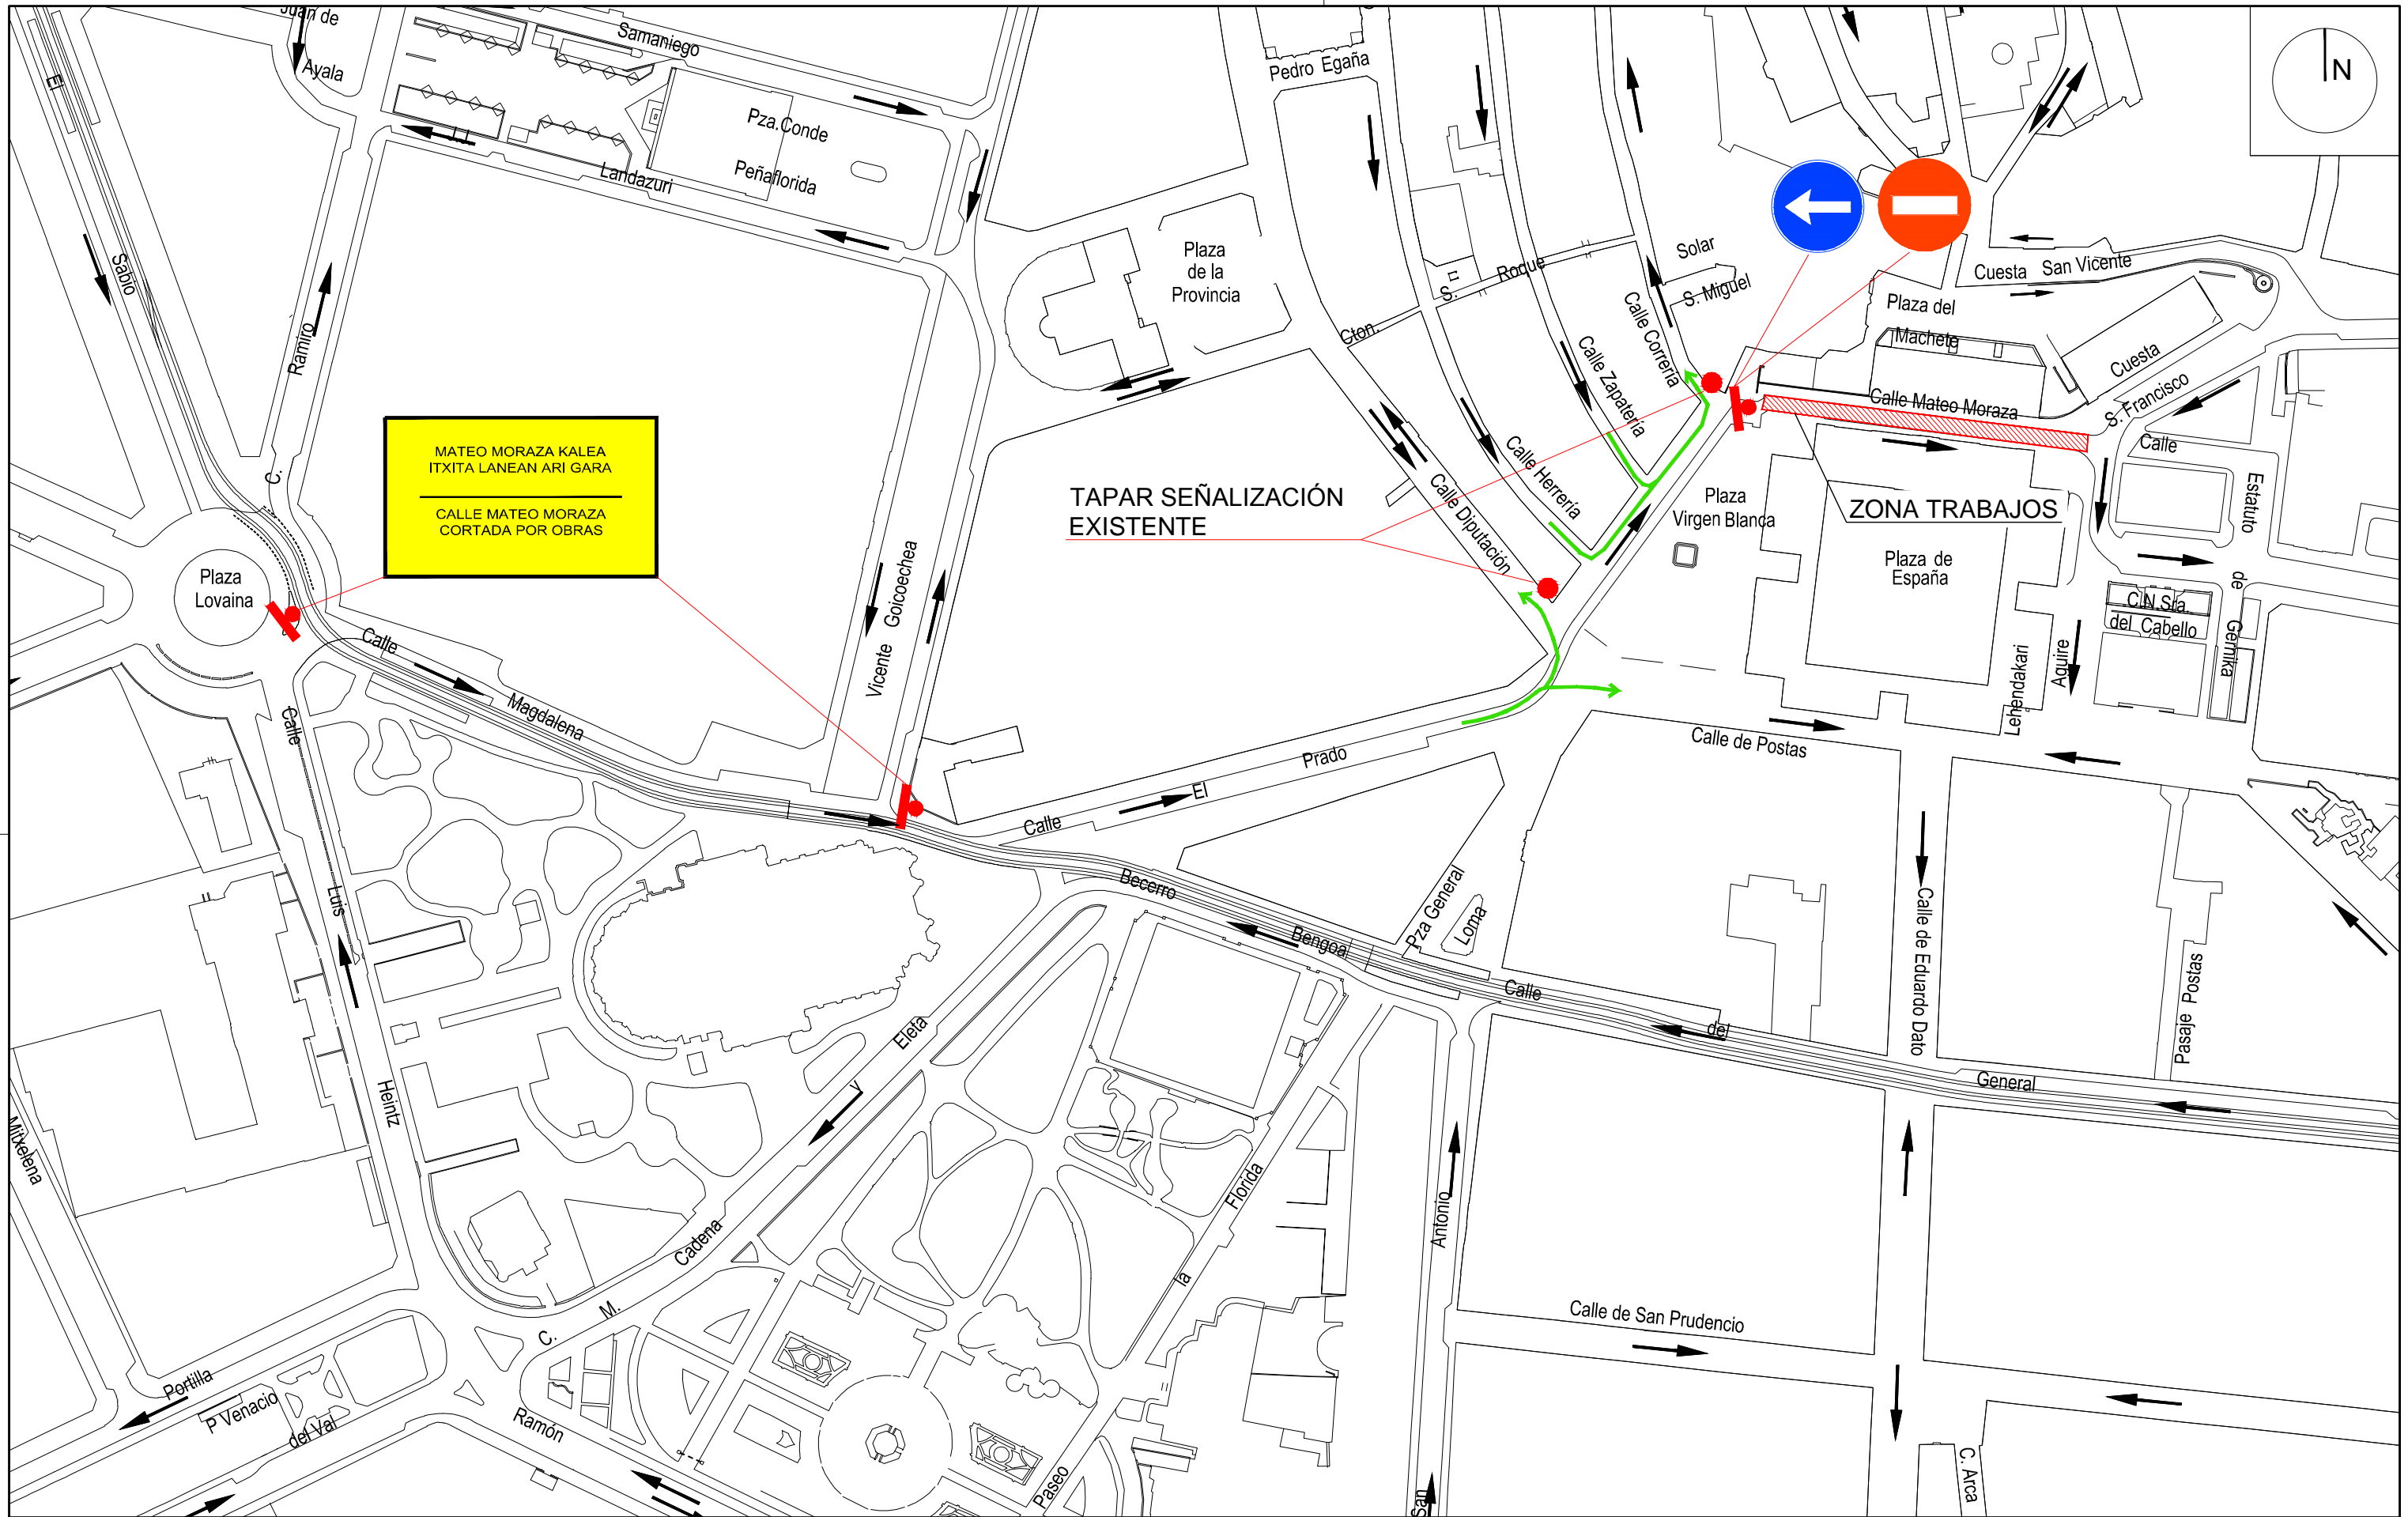 Juan de
Ayala
Samaniego
Pedro Egaña
N
El
Sabio
Pza.Conde
Peñaflorida
Landazuri
Ramiro
C.
Plaza
de la
Provincia
S.
Roque
Cton.
Solar
S. Miguel
Calle Correría
Calle Zapatería
Calle Herrería
Calle Diputación
Cuesta San Vicente
Plaza del
Machete
Cuesta
S. Francisco
Calle
Calle Mateo Moraza
MATEO MORAZA KALEA
ITXITA LANEAN ARI GARA
CALLE MATEO MORAZA
CORTADA POR OBRAS
TAPAR SEÑALIZACIÓN
EXISTENTE
Plaza
Virgen Blanca
ZONA TRABAJOS
Plaza de
España
Estatuto
de
Gernika
C.N.Sra.
del Cabello
Lehendakari
Aguire
Plaza
Lovaina
Calle
Magdalena
Vicente Goicoechea
Calle
Luis
Heintz
Calle
El
Prado
Calle de Postas
Becerro
Bengoa
Pza General
Loma
Calle
del
General
Calle de Eduardo Dato
Pasaje Postas
Eleta
y
Cadena
M.
C.
Mitxelena
Florida
la
Paseo
Antonio
San
Calle de San Prudencio
Portilla
P.Venacio
del Val
Ramón
C. Arca